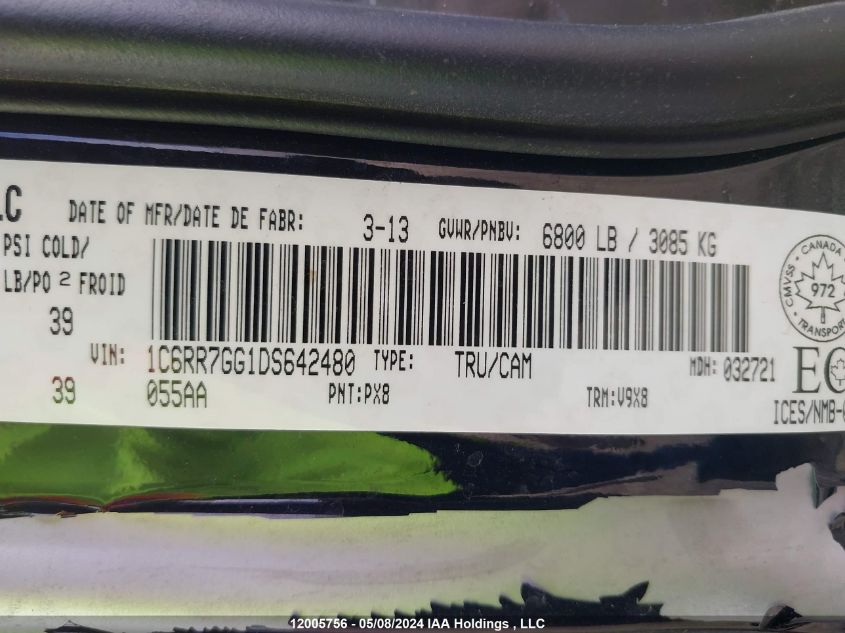 LC
DATE OF MFR/DATE DE FABR: 3-13 GVWR/PNBV: 6800 LB / 3085 KG
PSI COLD/
LB/PO 2 FROID
39
VIN: 1C6RR7GG1DS642480 TYPE: TRU/CAM MDH: 032721
39 055AA PNT:PX8 TRM:V9X8
CANADA
CMVSS
972
TRANSPORT
EC
ICES/NMB-0
12005756 - 05/08/2024 IAA Holdings , LLC